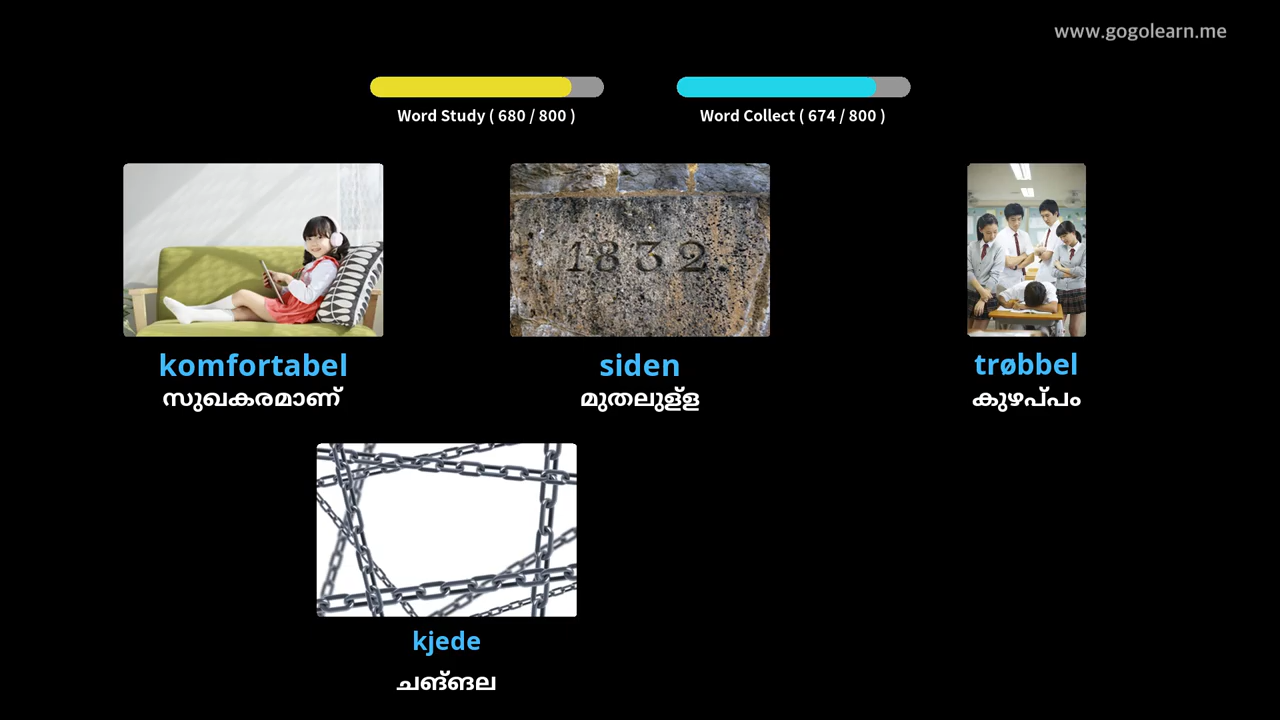 www.gogolearn.me
Word Study ( 680 / 800 )
Word Collect ( 674 / 800 )
1832.
komfortabel
സുഖകരമാണ്
siden
മുതലുള്ള
trøbbel
കുഴപ്പം
kjede
ചങ്ങല